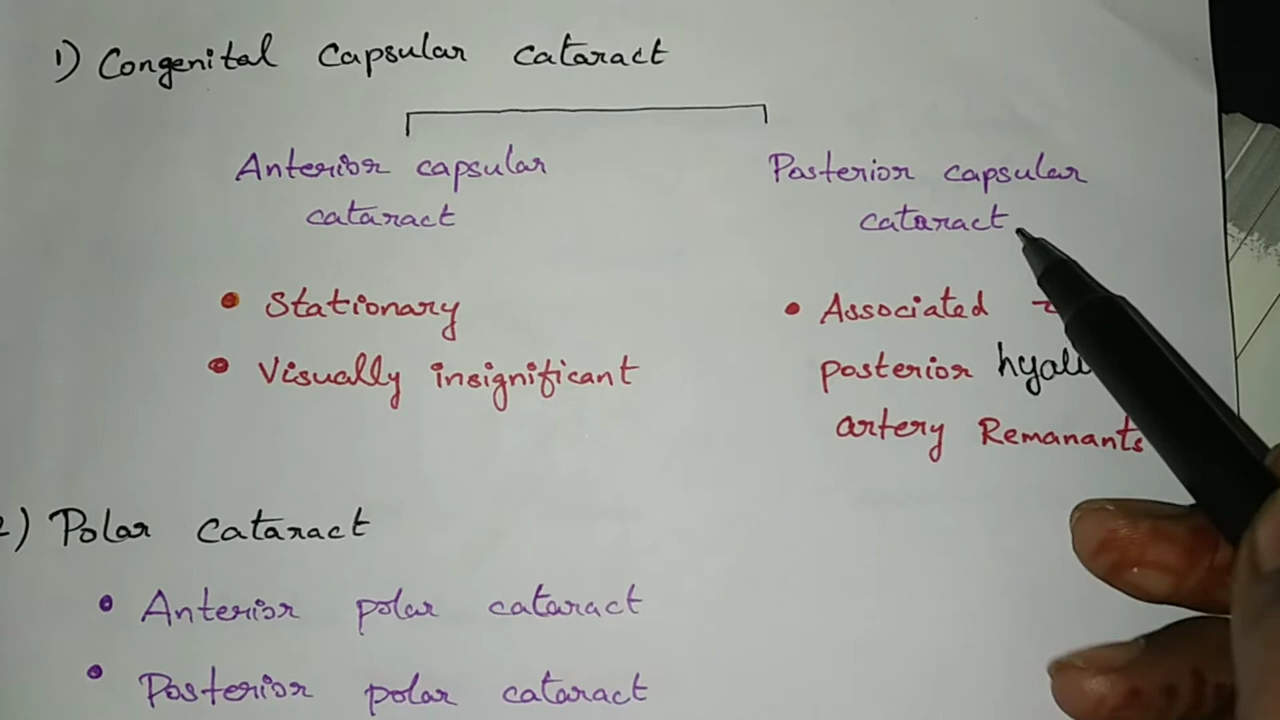 1) Congenital Capsular cataract
Anterior capsular
cataract
Posterior capsular
cataract
• Stationary
• Visually insignificant
• Associated
posterior
artery Remanants
2) Polar cataract
• Anterior polar cataract
• Posterior polar cataract